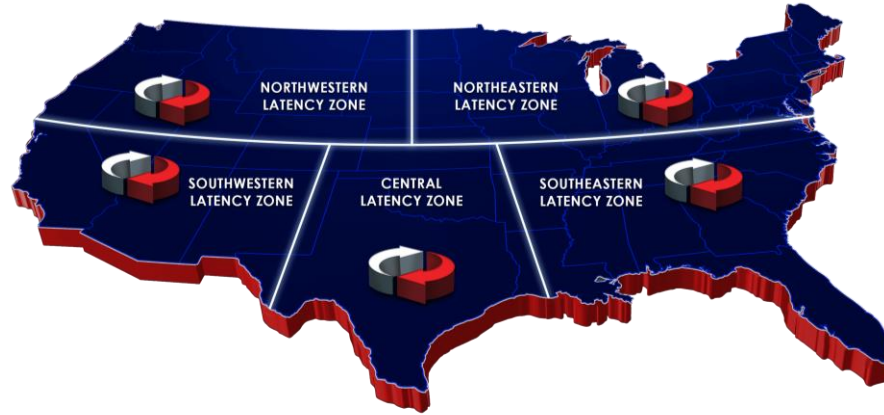 NORTHWESTERN
LATENCY ZONE
NORTHEASTERN
LATENCY ZONE
SOUTHWESTERN
LATENCY ZONE
CENTRAL
LATENCY ZONE
SOUTHEASTERN
LATENCY ZONE